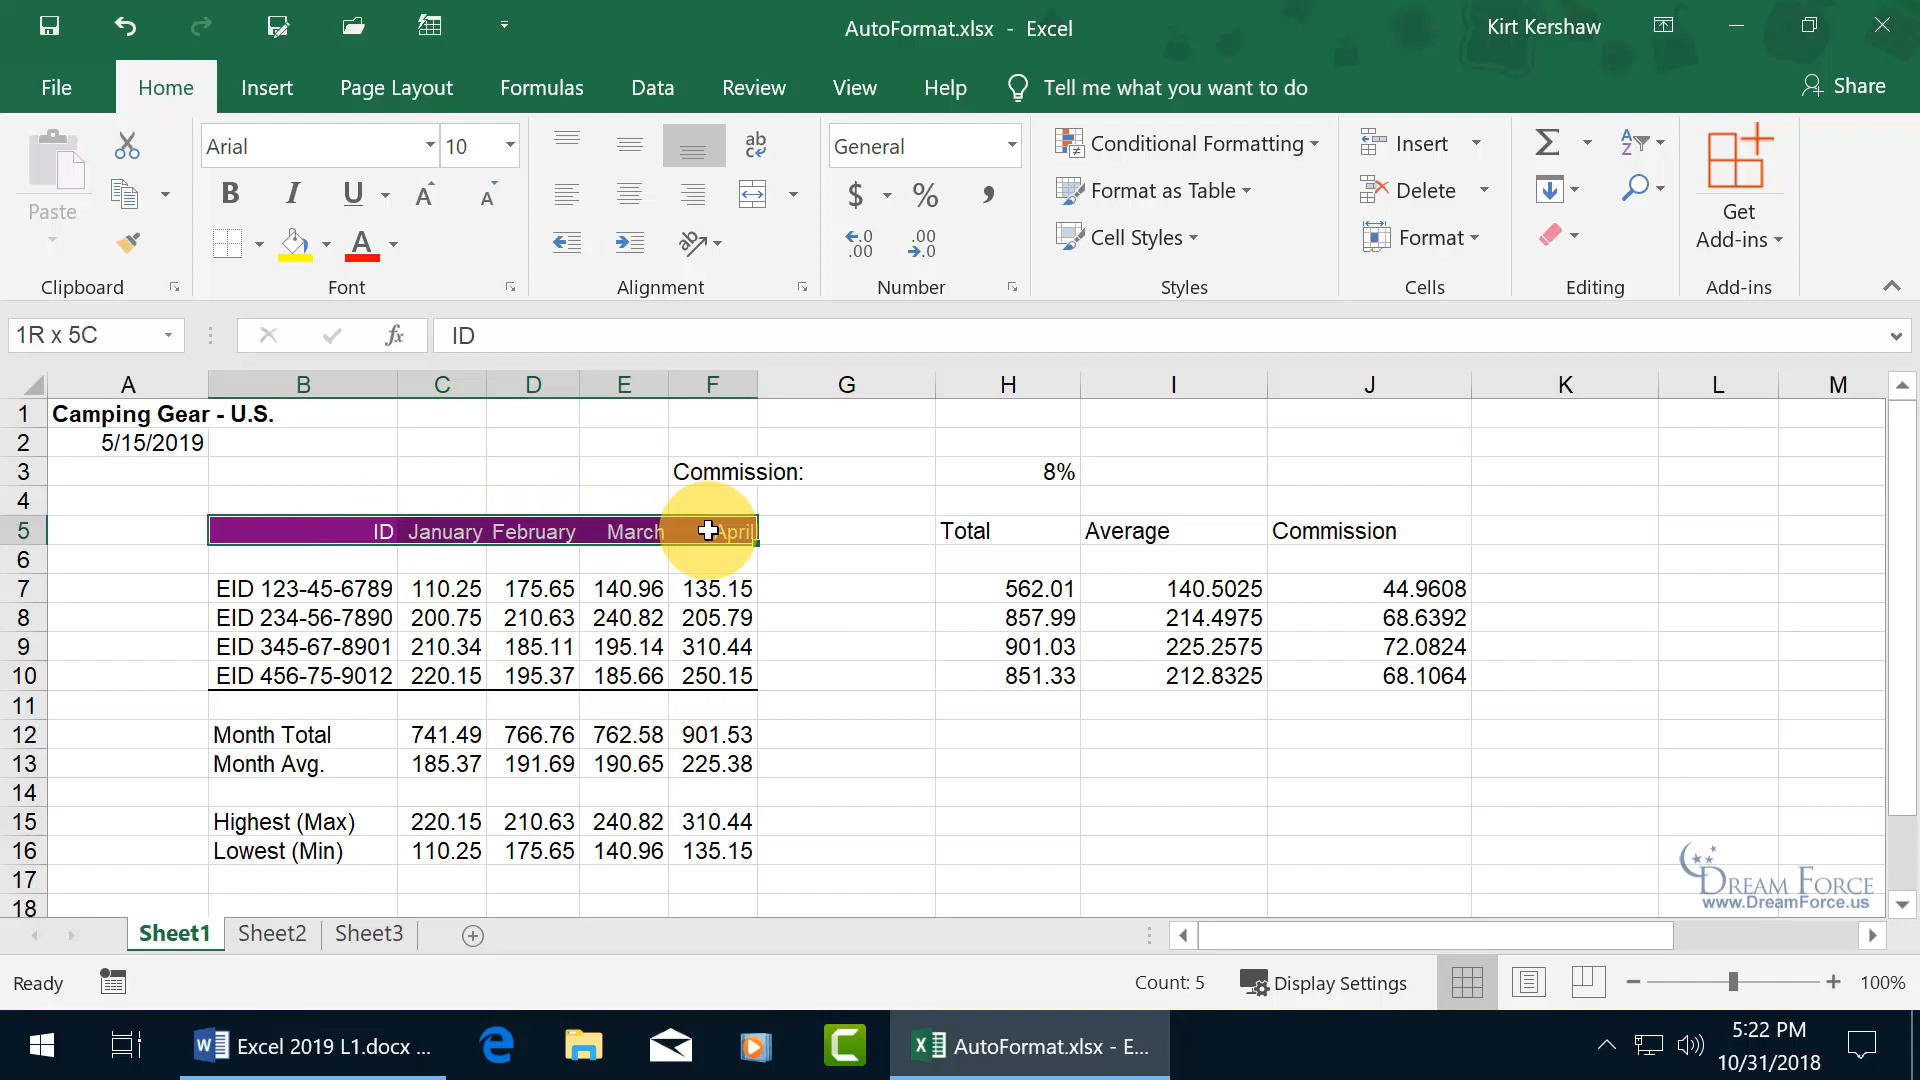 AutoFormat.xlsx - Excel
Kirt Kershaw
File Home Insert Page Layout Formulas Data Review View Help Tell me what you want to do Share
Paste
Clipboard
Arial 10
B I U A A
A
Font
ab
c
Alignment
General
$ % ,
.0 .00
.00 .0
Number
Conditional Formatting
Format as Table
Cell Styles
Styles
Insert
Delete
Format
Cells
Σ A Z
Editing
Get
Add-ins
Add-ins
1R x 5C fx ID
A B C D E F G H I J K L M
1 Camping Gear - U.S.
2 5/15/2019
3 Commission: 8%
4
5 ID January February March April Total Average Commission
6
7 EID 123-45-6789 110.25 175.65 140.96 135.15 562.01 140.5025 44.9608
8 EID 234-56-7890 200.75 210.63 240.82 205.79 857.99 214.4975 68.6392
9 EID 345-67-8901 210.34 185.11 195.14 310.44 901.03 225.2575 72.0824
10 EID 456-75-9012 220.15 195.37 185.66 250.15 851.33 212.8325 68.1064
11
12 Month Total 741.49 766.76 762.58 901.53
13 Month Avg. 185.37 191.69 190.65 225.38
14
15 Highest (Max) 220.15 210.63 240.82 310.44
16 Lowest (Min) 110.25 175.65 140.96 135.15
17
18
Dream Force
www.DreamForce.us
Sheet1 Sheet2 Sheet3
Ready Count: 5 Display Settings 100%
Excel 2019 L1.docx ... AutoFormat.xlsx - E...
5:22 PM
10/31/2018